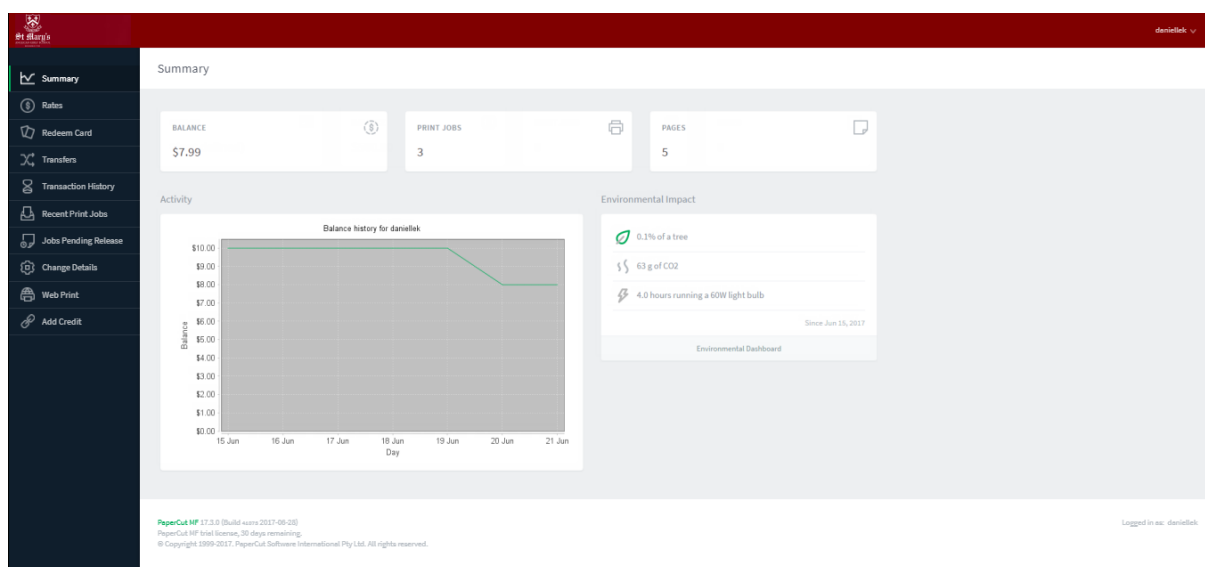 St Mary's
daniellek
Summary
Rates
Redeem Card
Transfers
Transaction History
Recent Print Jobs
Jobs Pending Release
Change Details
Web Print
Add Credit
Summary
BALANCE
$7.99
PRINT JOBS
3
PAGES
5
Activity
Balance history for daniellek
$10.00
$9.00
$8.00
$7.00
$6.00
$5.00
$4.00
$3.00
$2.00
$1.00
$0.00
Balance
15 Jun 16 Jun 17 Jun 18 Jun 19 Jun 20 Jun 21 Jun
Day
Environmental Impact
0.1% of a tree
63 g of CO2
4.0 hours running a 60W light bulb
Since Jun 15, 2017
Environmental Dashboard
PaperCut MF 17.3.0 (Build 2017-06-28)
PaperCut MF trial license, 30 days remaining.
© Copyright 1999-2017. PaperCut Software International Pty Ltd. All rights reserved.
Logged in as: daniellek